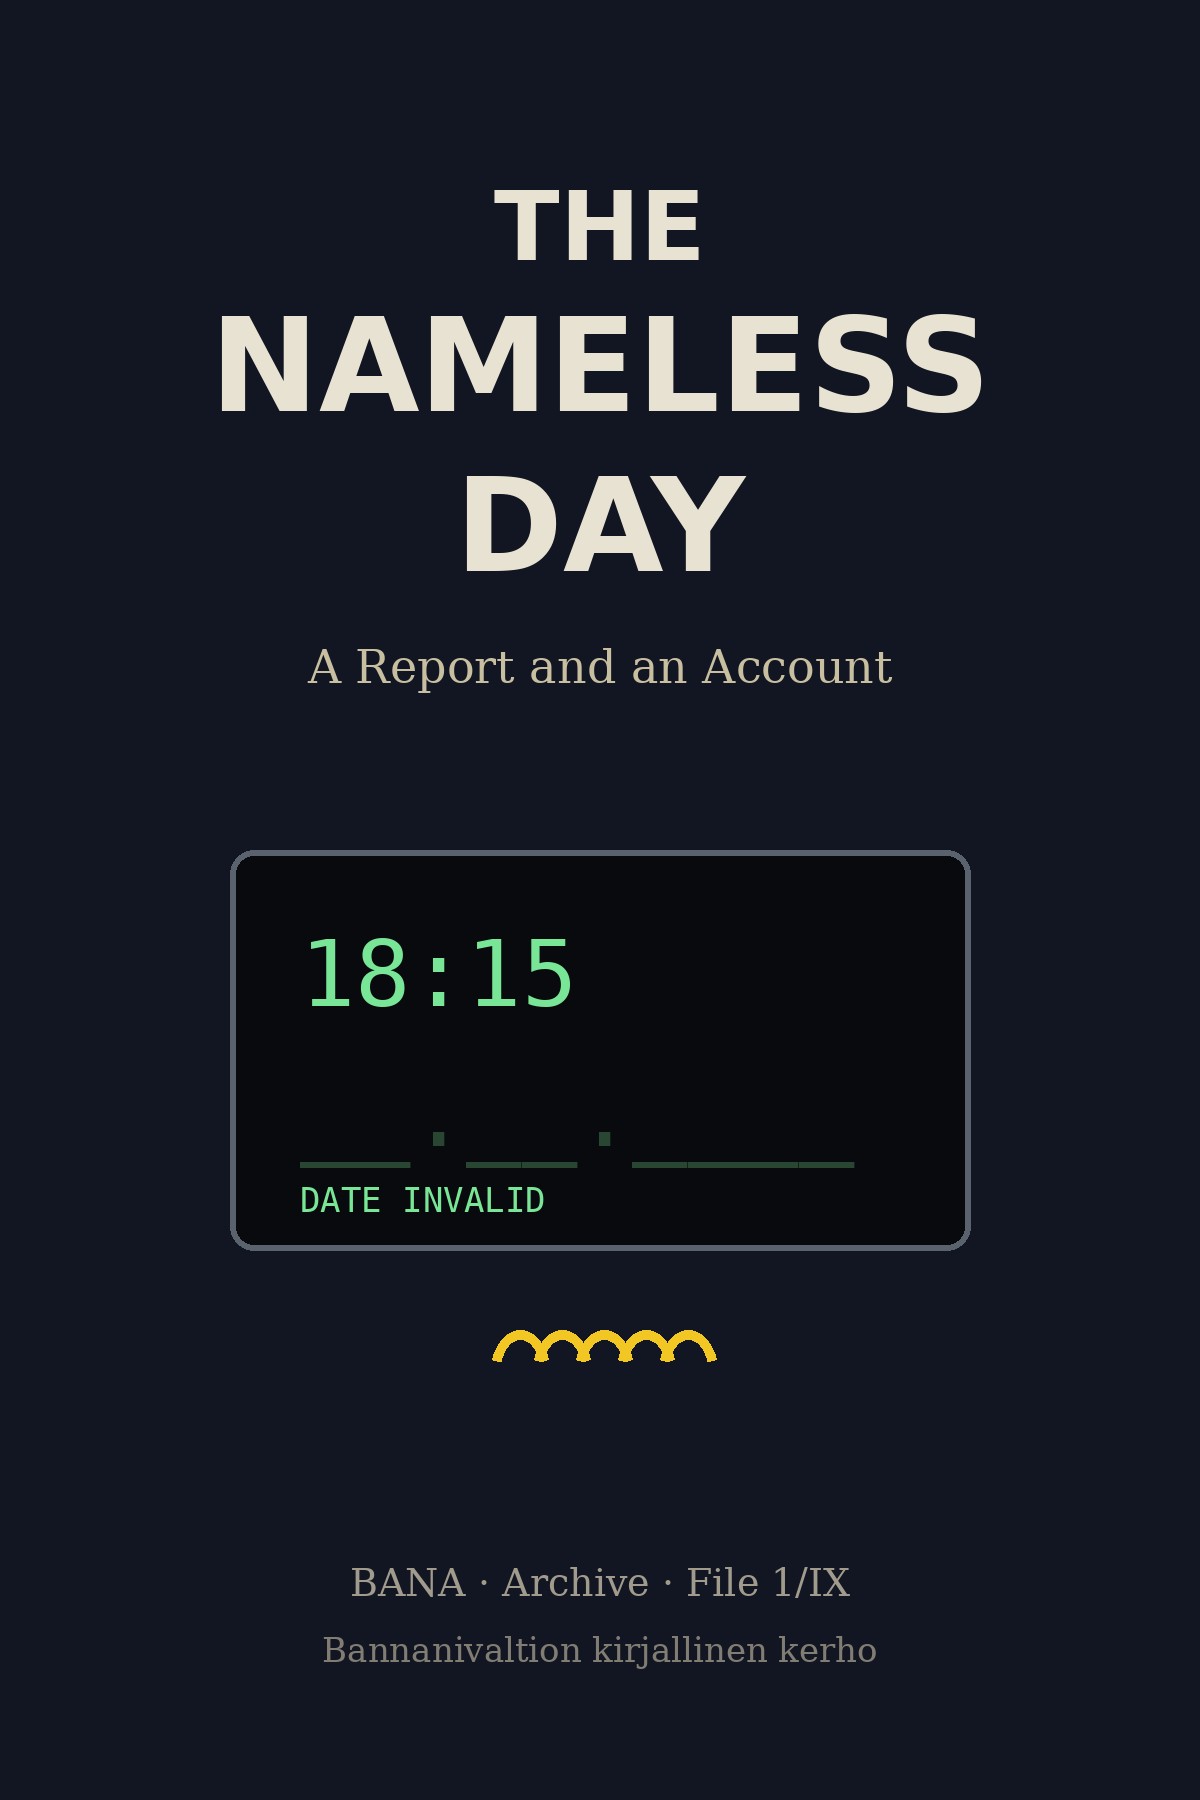 THE
NAMELESS
DAY
A Report and an Account
18:15
__.__.____
DATE INVALID
BANA · Archive · File 1/IX
Bannanivaltion kirjallinen kerho